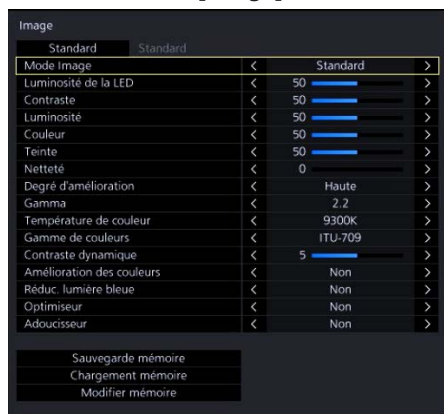 Image
Standard Standard
Mode Image < Standard >
Luminosité de la LED < 50 >
Contraste < 50 >
Luminosité < 50 >
Couleur < 50 >
Teinte < 50 >
Netteté < 0 >
Degré d'amélioration < Haute >
Gamma < 2.2 >
Température de couleur < 9300K >
Gamme de couleurs < ITU-709 >
Contraste dynamique < 5 >
Amélioration des couleurs < Non >
Réduc. lumière bleue < Non >
Optimiseur < Non >
Adoucisseur < Non >
Sauvegarde mémoire
Chargement mémoire
Modifier mémoire